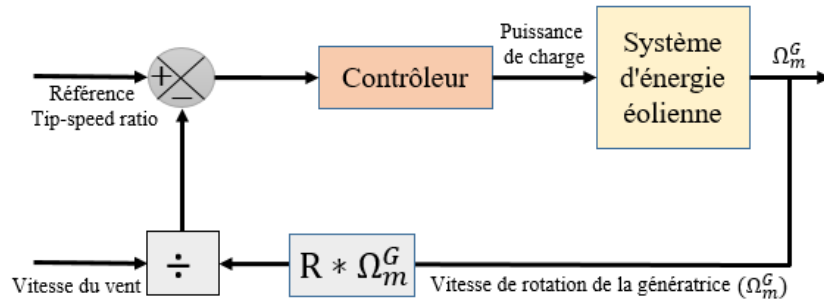 Puissance
de charge
Système
d'énergie
éolienne
Ω_m^G
+
−
Contrôleur
Référence
Tip-speed ratio
Vitesse du vent
÷
R * Ω_m^G
Vitesse de rotation de la génératrice (Ω_m^G)